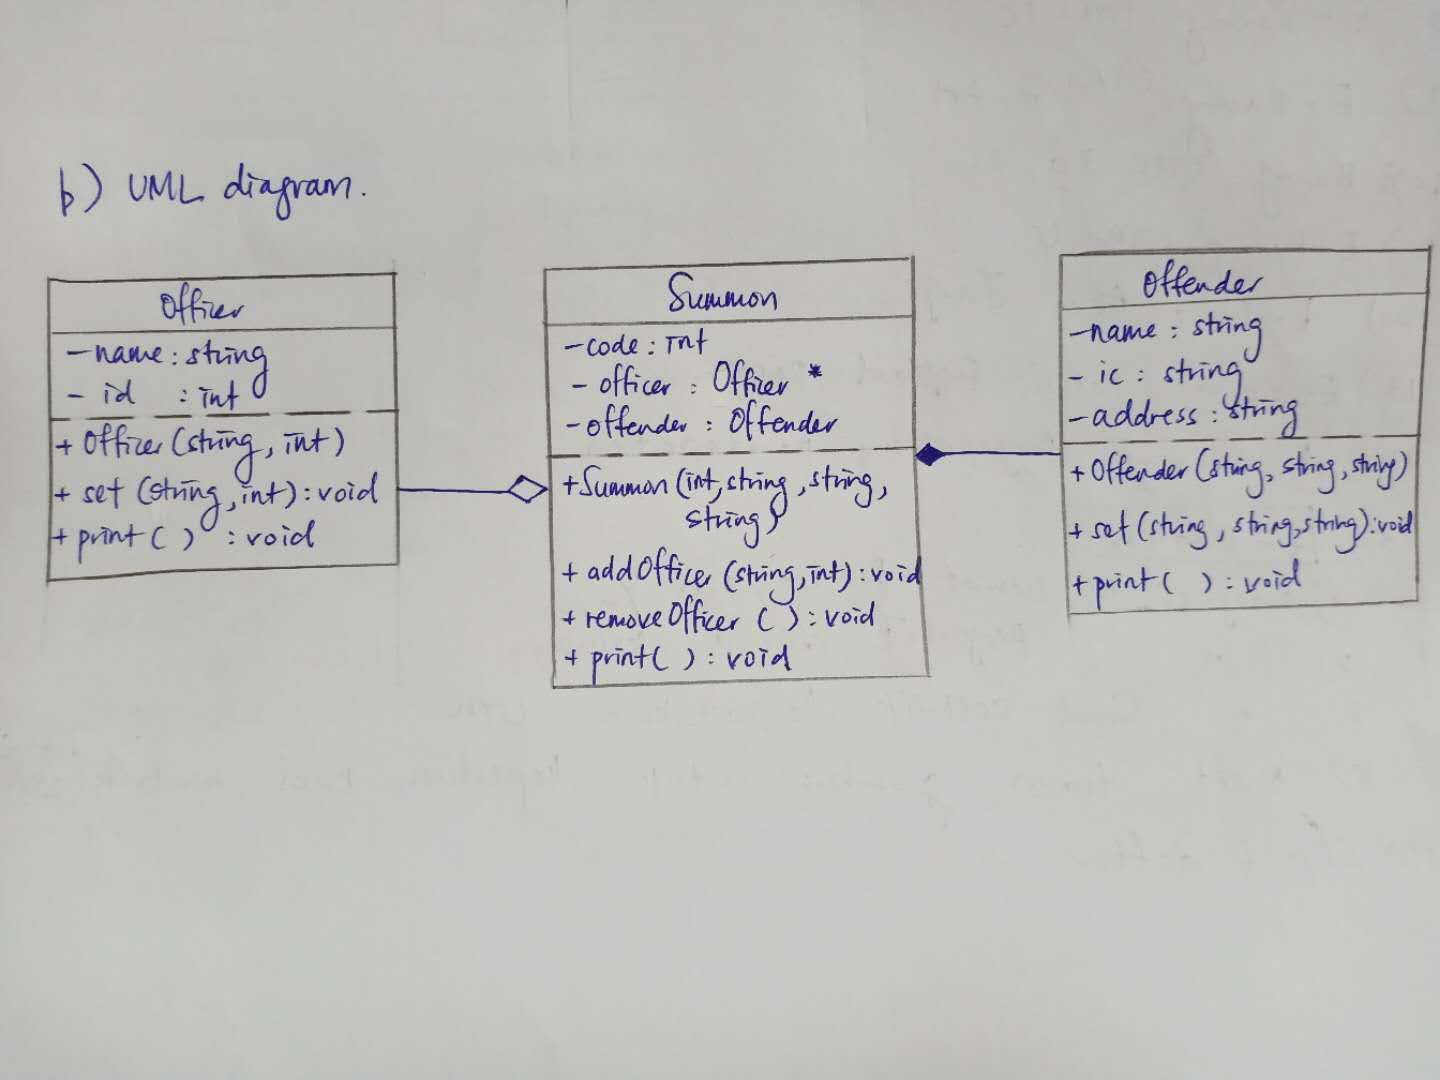 b) UML diagram.
Officer
- name : string
- id : int
+ Officer (string, int)
+ set (string, int) : void
+ print ( ) : void
Summon
- code : int
- officer : Officer *
- offender : Offender
+ Summon (int, string, string,
string)
+ addOfficer (string, int) : void
+ removeOfficer ( ) : void
+ print ( ) : void
Offender
- name : string
- ic : string
- address : string
+ Offender (string, string, string)
+ set (string, string, string) : void
+ print ( ) : void